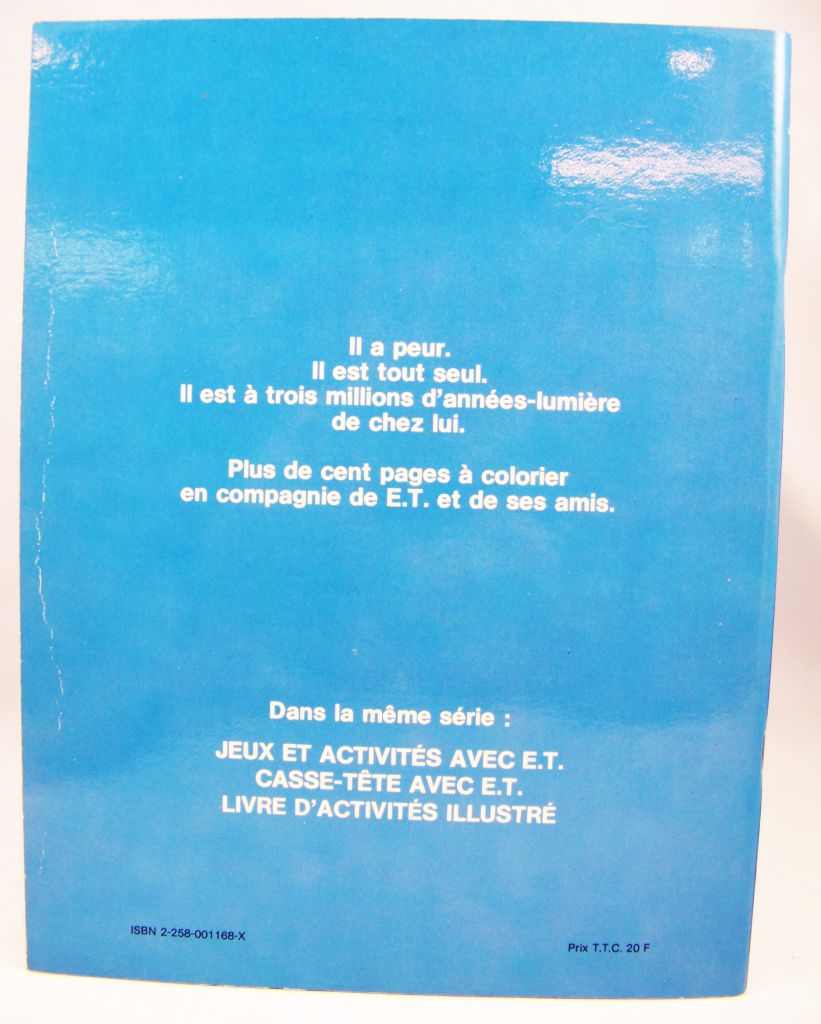 Il a peur.
Il est tout seul.
Il est à trois millions d'années-lumière
de chez lui.
Plus de cent pages à colorier
en compagnie de E.T. et de ses amis.
Dans la même série :
JEUX ET ACTIVITÉS AVEC E.T.
CASSE-TÊTE AVEC E.T.
LIVRE D'ACTIVITÉS ILLUSTRÉ
ISBN 2-258-001168-X
Prix T.T.C. 20 F